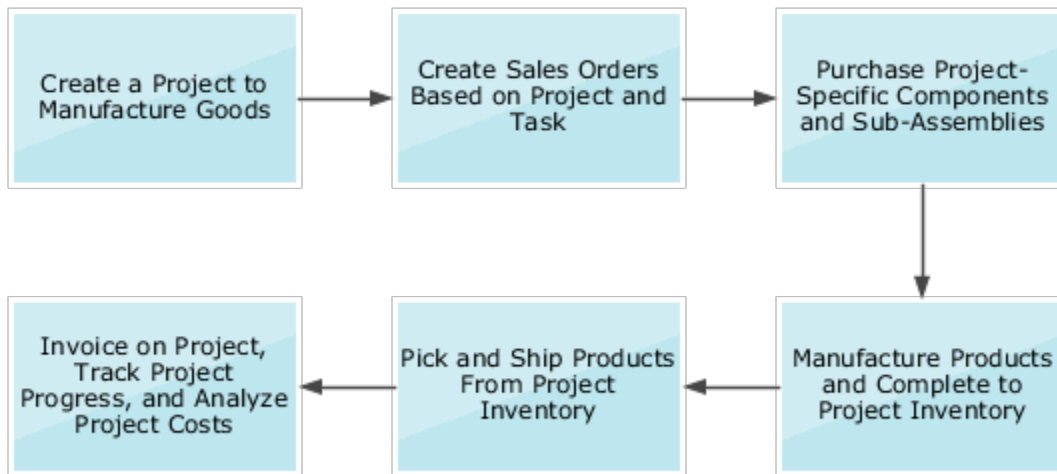 Create a Project to
Manufacture Goods
Create Sales Orders
Based on Project and
Task
Purchase Project-
Specific Components
and Sub-Assemblies
Manufacture Products
and Complete to
Project Inventory
Pick and Ship Products
From Project
Inventory
Invoice on Project,
Track Project
Progress, and Analyze
Project Costs